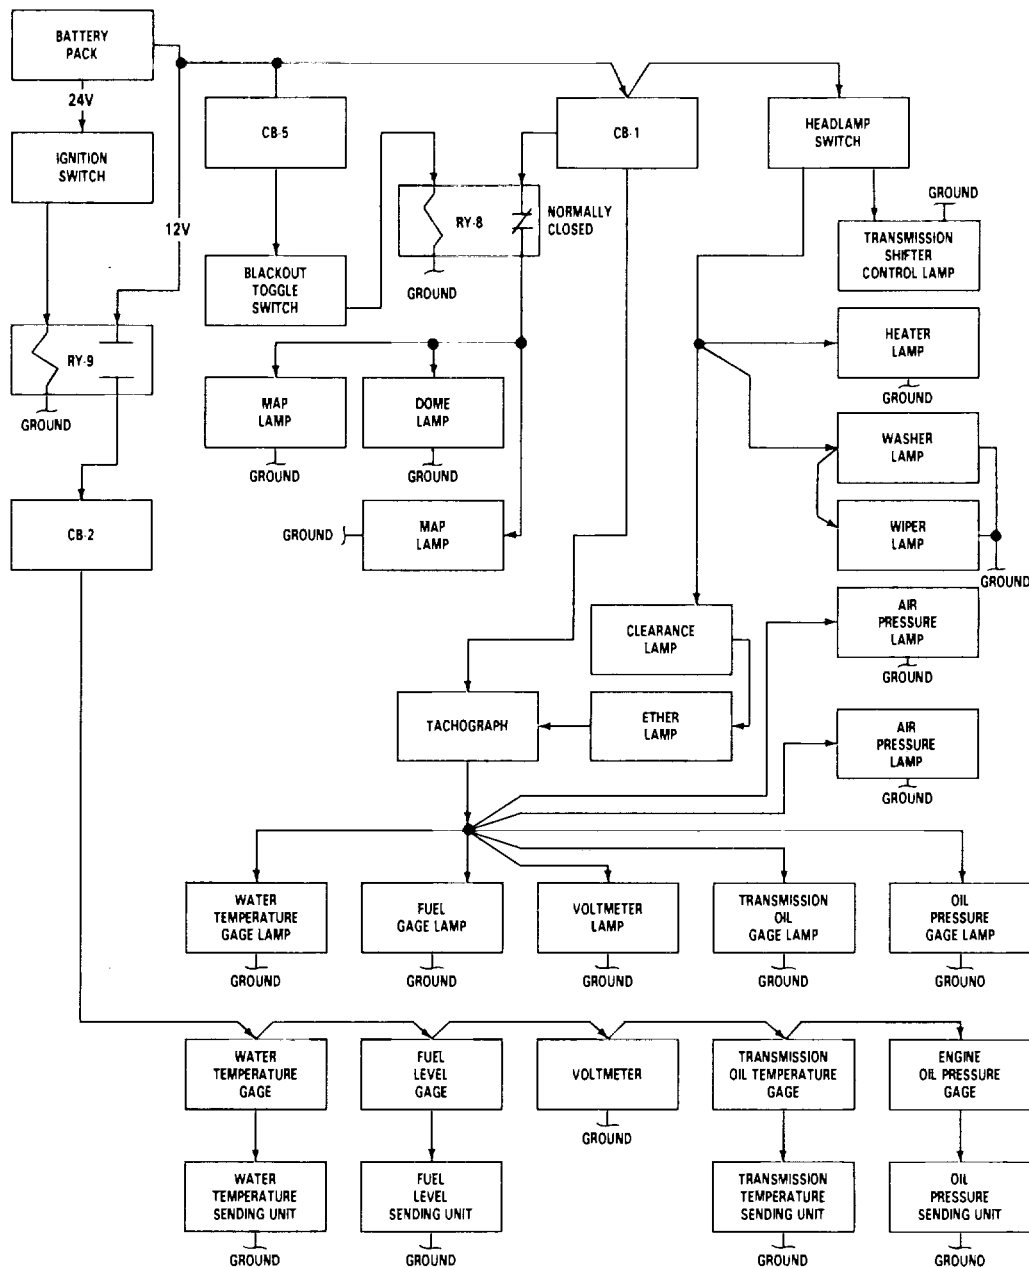 BATTERY
PACK
24V
IGNITION
SWITCH
12V
RY-9
GROUND
CB-2
CB-5
BLACKOUT
TOGGLE
SWITCH
RY-8
GROUND
NORMALLY
CLOSED
CB-1
HEADLAMP
SWITCH
GROUND
TRANSMISSION
SHIFTER
CONTROL LAMP
HEATER
LAMP
GROUND
MAP
LAMP
GROUND
DOME
LAMP
GROUND
WASHER
LAMP
GROUND
MAP
LAMP
WIPER
LAMP
GROUND
CLEARANCE
LAMP
AIR
PRESSURE
LAMP
GROUND
TACHOGRAPH
ETHER
LAMP
AIR
PRESSURE
LAMP
GROUND
WATER
TEMPERATURE
GAGE LAMP
GROUND
FUEL
GAGE LAMP
GROUND
VOLTMETER
LAMP
GROUND
TRANSMISSION
OIL
GAGE LAMP
GROUND
OIL
PRESSURE
GAGE LAMP
GROUND
WATER
TEMPERATURE
GAGE
FUEL
LEVEL
GAGE
VOLTMETER
GROUND
TRANSMISSION
OIL TEMPERATURE
GAGE
ENGINE
OIL PRESSURE
GAGE
WATER
TEMPERATURE
SENDING UNIT
GROUND
FUEL
LEVEL
SENDING UNIT
GROUND
TRANSMISSION
TEMPERATURE
SENDING UNIT
GROUND
OIL
PRESSURE
SENDING UNIT
GROUND